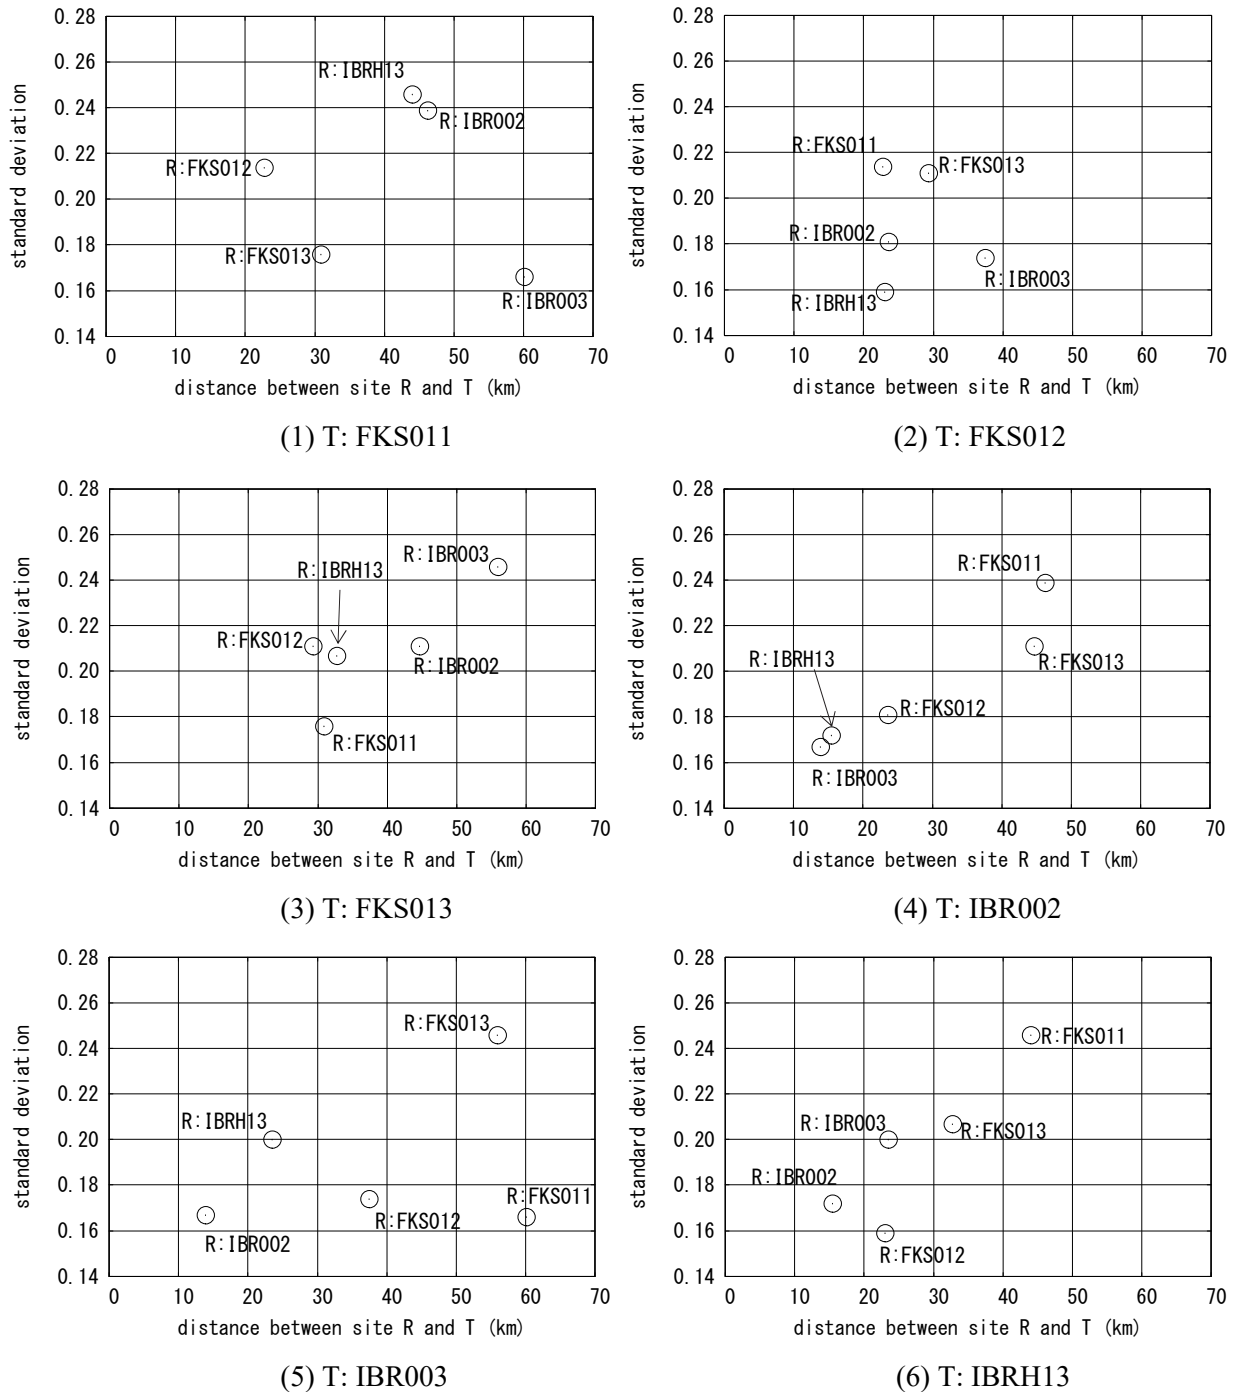 0.28
0.26
0.24
0.22
0.20
0.18
0.16
0.14
standard deviation
R:IBRH13
R:IBR002
R:FKS012
R:FKS013
R:IBR003
0 10 20 30 40 50 60 70
distance between site R and T (km)
(1) T: FKS011
0.28
0.26
0.24
0.22
0.20
0.18
0.16
0.14
standard deviation
R:FKS011
R:FKS013
R:IBR002
R:IBR003
R:IBRH13
0 10 20 30 40 50 60 70
distance between site R and T (km)
(2) T: FKS012
0.28
0.26
0.24
0.22
0.20
0.18
0.16
0.14
standard deviation
R:IBR003
R:IBRH13
R:FKS012
R:IBR002
R:FKS011
0 10 20 30 40 50 60 70
distance between site R and T (km)
(3) T: FKS013
0.28
0.26
0.24
0.22
0.20
0.18
0.16
0.14
standard deviation
R:FKS011
R:IBRH13
R:FKS013
R:FKS012
R:IBR003
0 10 20 30 40 50 60 70
distance between site R and T (km)
(4) T: IBR002
0.28
0.26
0.24
0.22
0.20
0.18
0.16
0.14
standard deviation
R:FKS013
R:IBRH13
R:FKS011
R:FKS012
R:IBR002
0 10 20 30 40 50 60 70
distance between site R and T (km)
(5) T: IBR003
0.28
0.26
0.24
0.22
0.20
0.18
0.16
0.14
standard deviation
R:FKS011
R:IBR003
R:FKS013
R:IBR002
R:FKS012
0 10 20 30 40 50 60 70
distance between site R and T (km)
(6) T: IBRH13